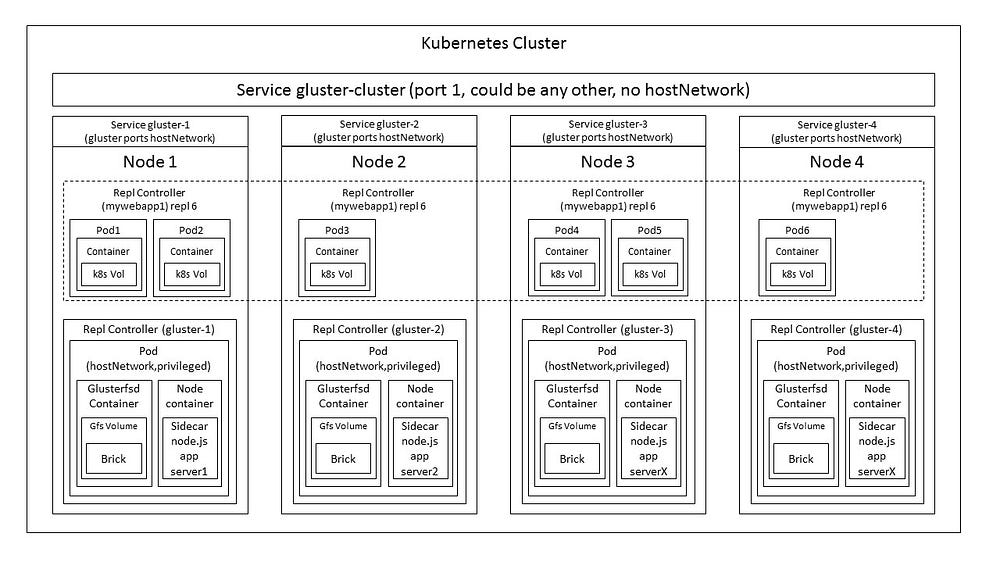 Kubernetes Cluster
Service gluster-cluster (port 1, could be any other, no hostNetwork)
Service gluster-1
(gluster ports hostNetwork)
Node 1
Repl Controller
(mywebapp1) repl 6
Pod1
Container
k8s Vol
Pod2
Container
k8s Vol
Repl Controller (gluster-1)
Pod
(hostNetwork,privileged)
Glusterfsd
Container
Gfs Volume
Brick
Node
container
Sidecar
node.js
app
server1
Service gluster-2
(gluster ports hostNetwork)
Node 2
Repl Controller
(mywebapp1) repl 6
Pod3
Container
k8s Vol
Repl Controller (gluster-2)
Pod
(hostNetwork,privileged)
Glusterfsd
Container
Gfs Volume
Brick
Node
container
Sidecar
node.js
app
server2
Service gluster-3
(gluster ports hostNetwork)
Node 3
Repl Controller
(mywebapp1) repl 6
Pod4
Container
k8s Vol
Pod5
Container
k8s Vol
Repl Controller (gluster-3)
Pod
(hostNetwork,privileged)
Glusterfsd
Container
Gfs Volume
Brick
Node
container
Sidecar
node.js
app
serverX
Service gluster-4
(gluster ports hostNetwork)
Node 4
Repl Controller
(mywebapp1) repl 6
Pod6
Container
k8s Vol
Repl Controller (gluster-4)
Pod
(hostNetwork,privileged)
Glusterfsd
Container
Gfs Volume
Brick
Node
container
Sidecar
node.js
app
serverX